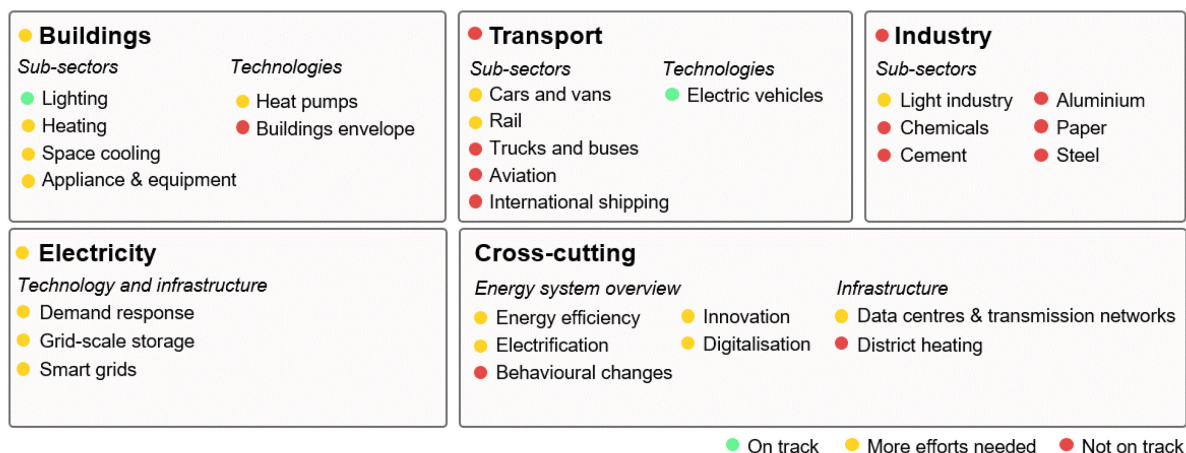 Buildings
Sub-sectors
Technologies
Lighting
Heating
Space cooling
Appliance & equipment
Heat pumps
Buildings envelope
Transport
Sub-sectors
Technologies
Cars and vans
Rail
Trucks and buses
Aviation
International shipping
Electric vehicles
Industry
Sub-sectors
Light industry
Chemicals
Cement
Aluminium
Paper
Steel
Electricity
Technology and infrastructure
Demand response
Grid-scale storage
Smart grids
Cross-cutting
Energy system overview
Energy efficiency
Electrification
Behavioural changes
Innovation
Digitalisation
Infrastructure
Data centres & transmission networks
District heating
On track
More efforts needed
Not on track